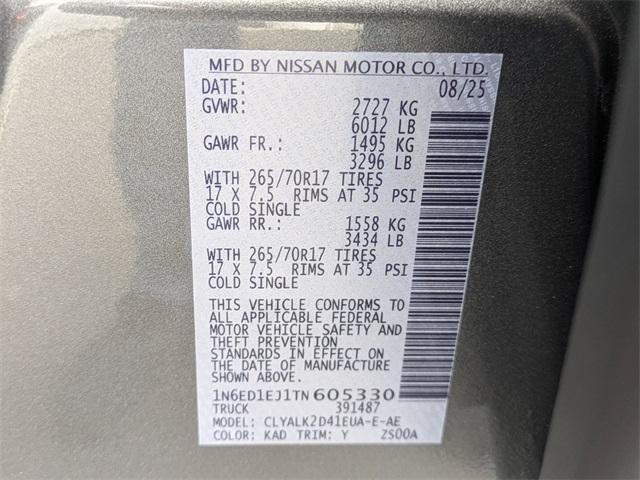 MFD BY NISSAN MOTOR CO., LTD.
DATE: 08/25
GVWR: 2727 KG
6012 LB
GAWR FR.: 1495 KG
3296 LB
WITH 265/70R17 TIRES
17 X 7.5 RIMS AT 35 PSI
COLD SINGLE
GAWR RR.: 1558 KG
3434 LB
WITH 265/70R17 TIRES
17 X 7.5 RIMS AT 35 PSI
COLD SINGLE
THIS VEHICLE CONFORMS TO
ALL APPLICABLE FEDERAL
MOTOR VEHICLE SAFETY AND
THEFT PREVENTION
STANDARDS IN EFFECT ON
THE DATE OF MANUFACTURE
SHOWN ABOVE.
1N6ED1EJ1TN605330
TRUCK 391487
MODEL: CLYALK2D41EUA-E-AE
COLOR: KAD TRIM: Y ZS00A